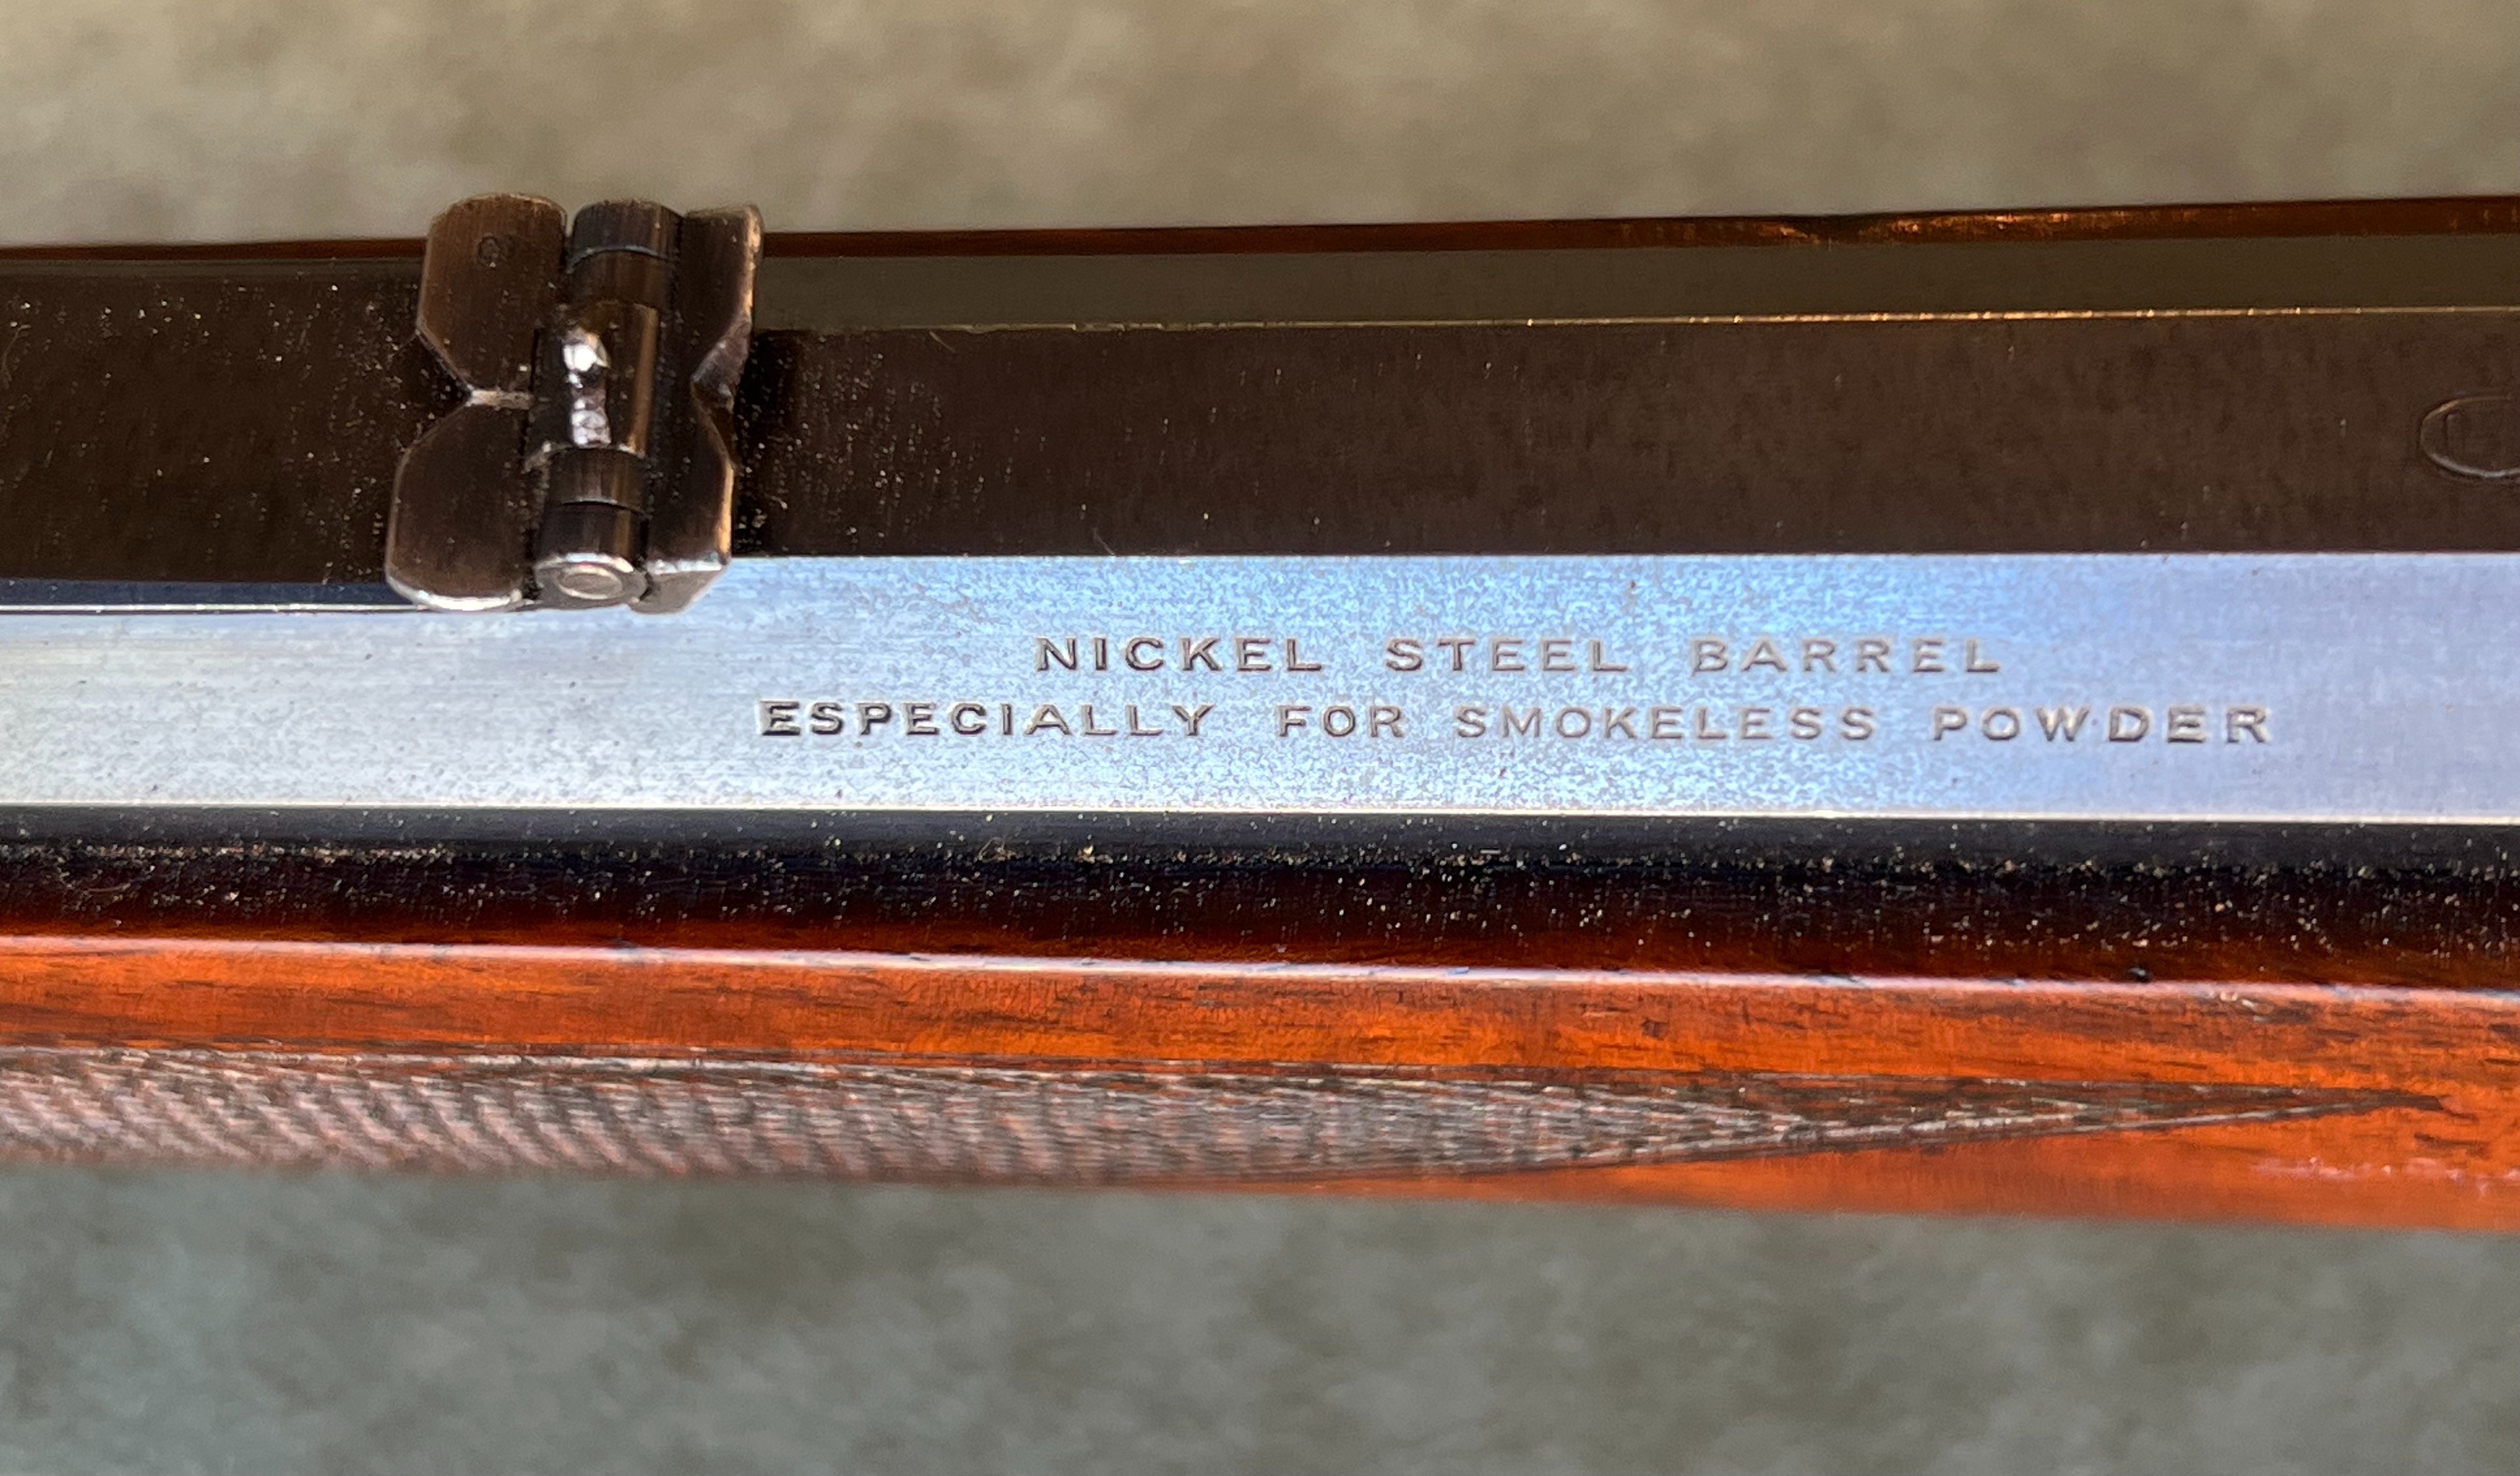 NICKEL STEEL BARREL
ESPECIALLY FOR SMOKELESS POWDER